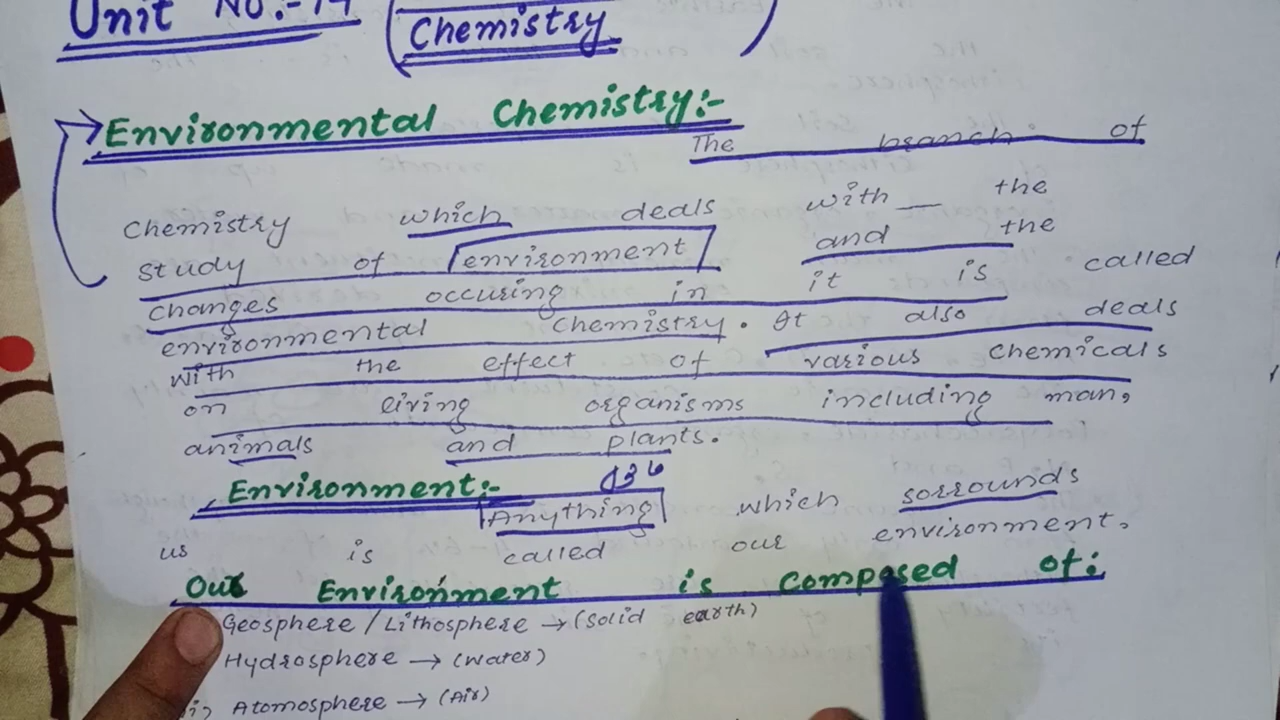 Unit No.:- 14
Chemistry
Environmental Chemistry:-
The branch of
chemistry which deals with the
study of environment and the
changes occuring in it is called
environmental chemistry. It also deals
with the effect of various chemicals
on living organisms including man,
animals and plants.
Environment:-
Anything which sorrounds
us is called our environment.
Our Environment is composed of:
Geosphere / Lithosphere → (Solid earth)
Hydrosphere → (Water)
Atomosphere → (Air)